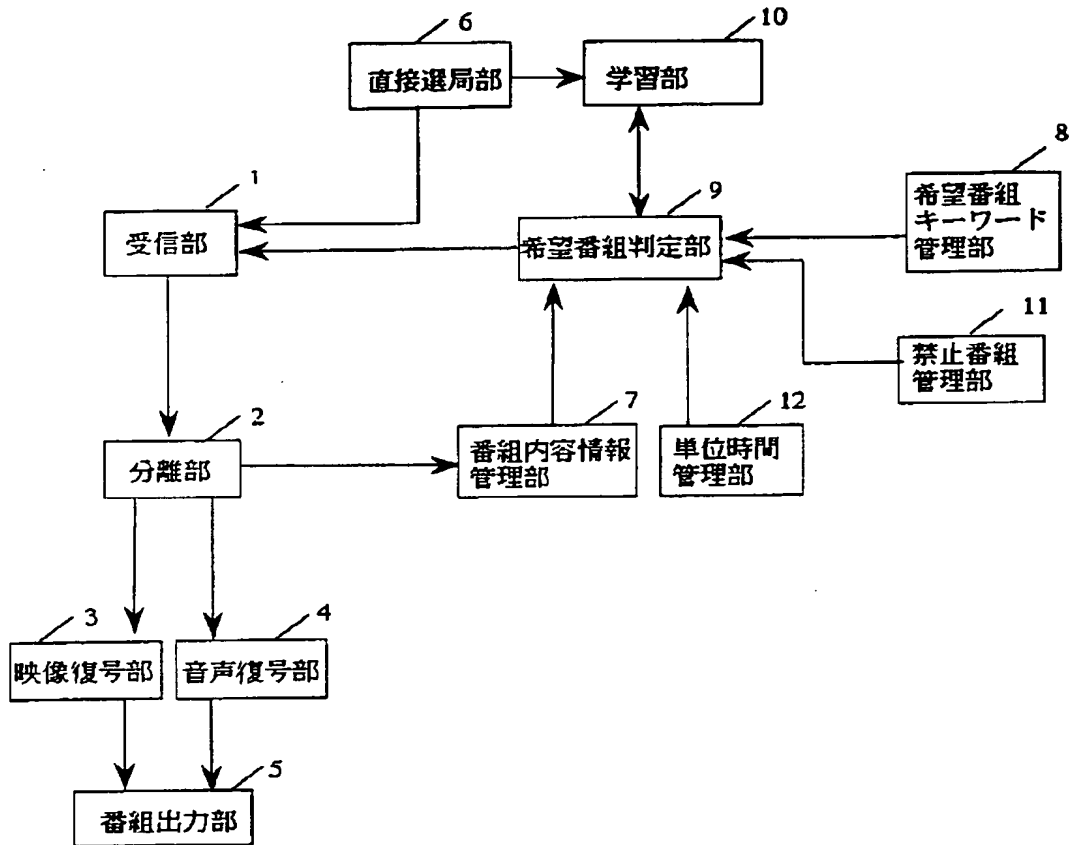 6
直接選局部
10
学習部
1
受信部
9
希望番組判定部
8
希望番組
キーワード
管理部
11
禁止番組
管理部
2
分離部
7
番組内容情報
管理部
12
単位時間
管理部
3
映像復号部
4
音声復号部
5
番組出力部